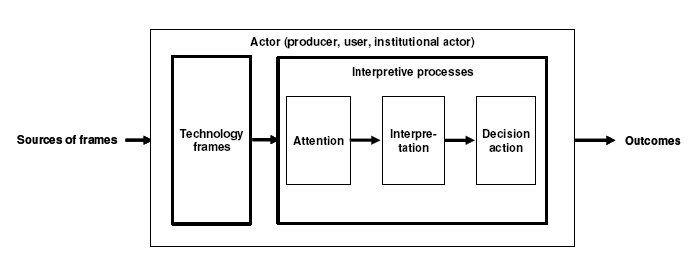 Actor (producer, user, institutional actor)
Interpretive processes
Sources of frames
Technology
frames
Attention
Interpre-
tation
Decision
action
Outcomes